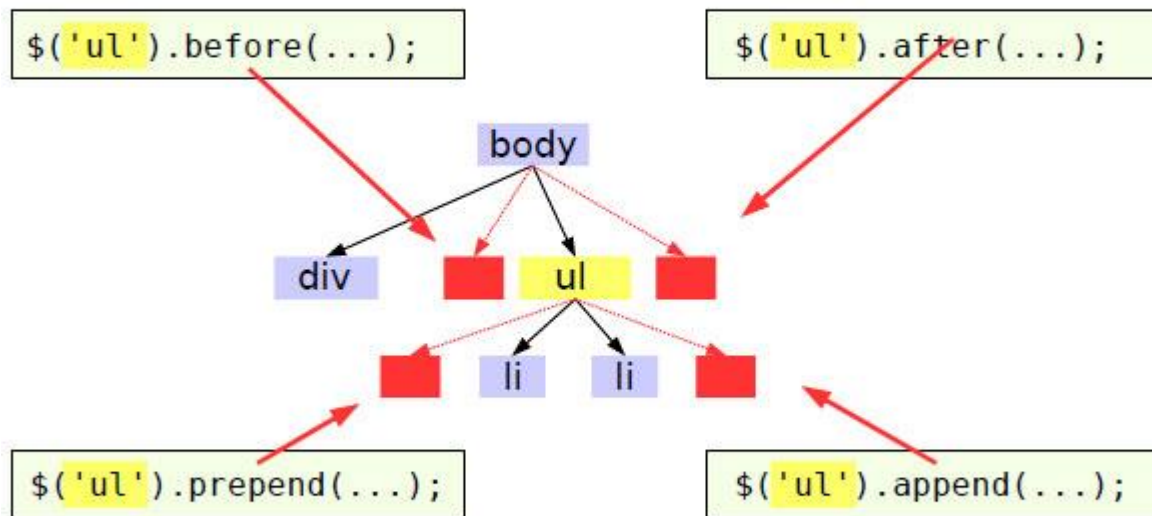 $('ul').before(...);
$('ul').after(...);
body
div
ul
li
li
$('ul').prepend(...);
$('ul').append(...);